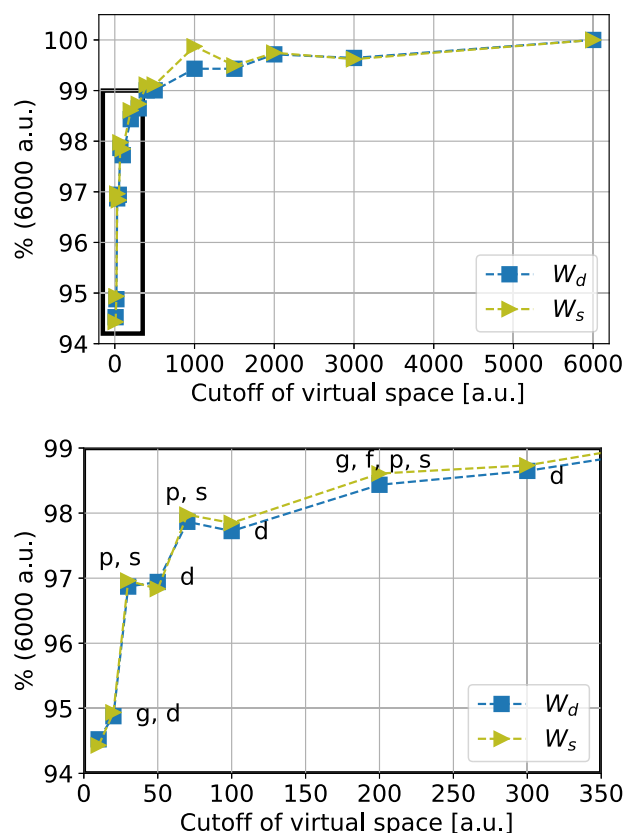 100
99
98
97
96
95
94
% (6000 a.u.)
W_d
W_s
0 1000 2000 3000 4000 5000 6000
Cutoff of virtual space [a.u.]
99
98
97
96
95
94
% (6000 a.u.)
g, f, p, s
d
p, s
d
p, s
d
g, d
W_d
W_s
0 50 100 150 200 250 300 350
Cutoff of virtual space [a.u.]